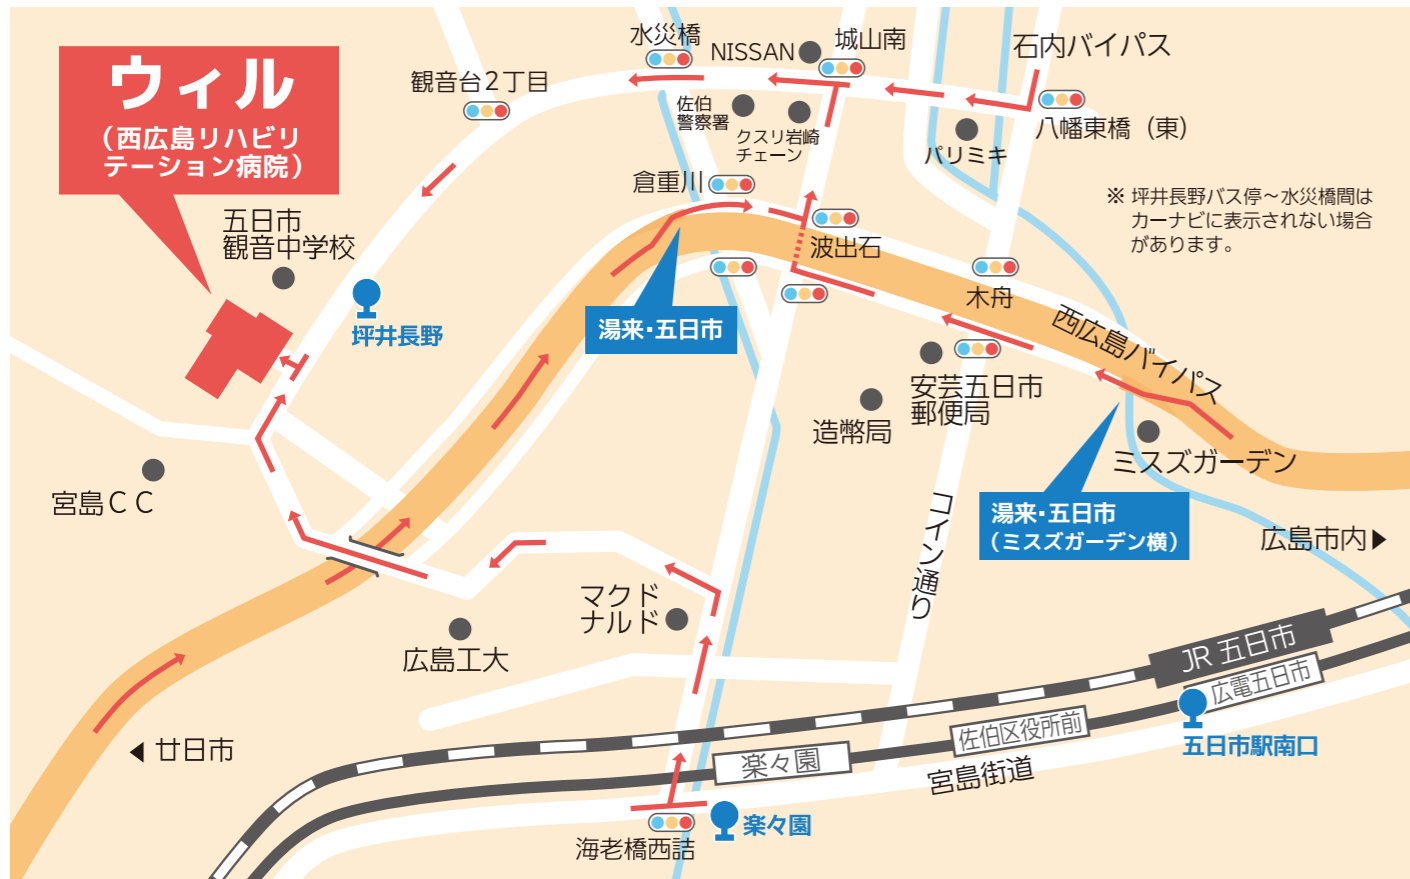 ウィル
（西広島リハビリ
テーション病院）
水災橋
NISSAN
城山南
石内バイパス
観音台２丁目
佐伯
警察署
クスリ岩崎
チェーン
パリミキ
八幡東橋（東）
倉重川
※ 坪井長野バス停～水災橋間は
カーナビに表示されない場合
があります。
五日市
観音中学校
波出石
木舟
坪井長野
湯来・五日市
西広島バイパス
安芸五日市
郵便局
造幣局
ミスズガーデン
宮島ＣＣ
コイン通り
湯来・五日市
（ミスズガーデン横）
広島市内▶
マクド
ナルド
広島工大
JR 五日市
広電五日市
◀ 廿日市
佐伯区役所前
五日市駅南口
楽々園
宮島街道
楽々園
海老橋西詰